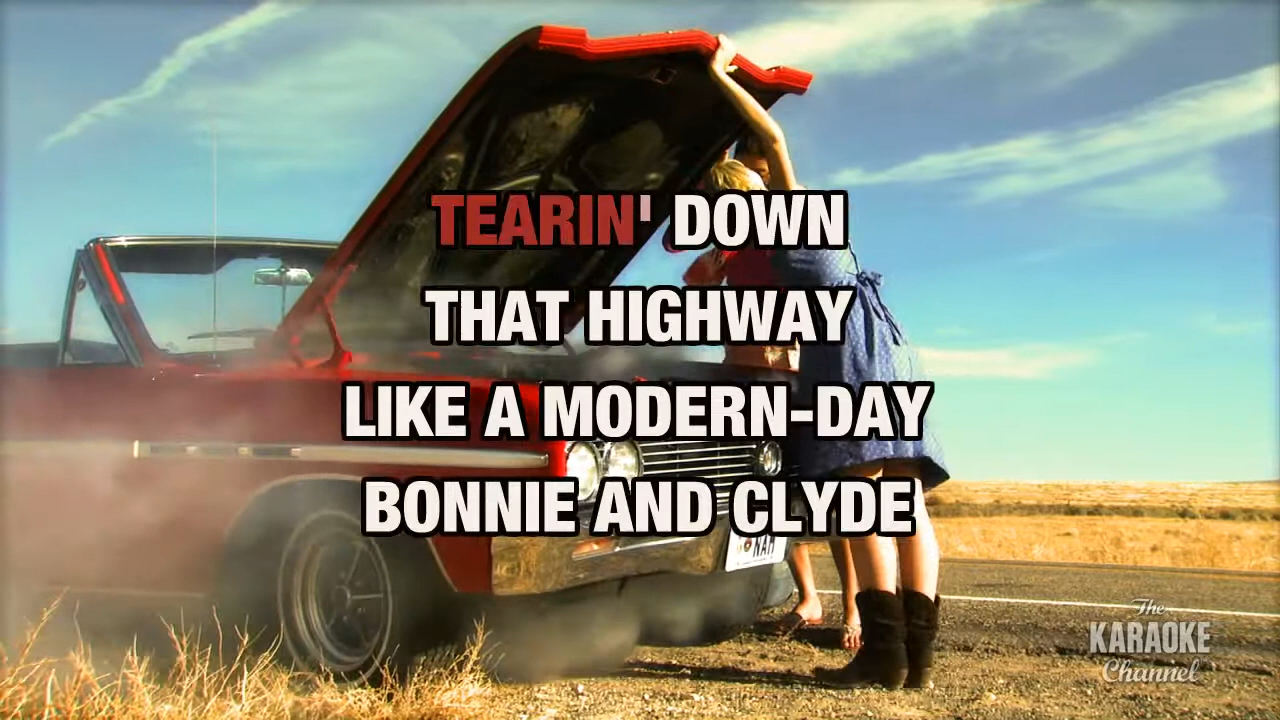 TEARIN' DOWN
THAT HIGHWAY
LIKE A MODERN-DAY
BONNIE AND CLYDE
The
KARAOKE
Channel